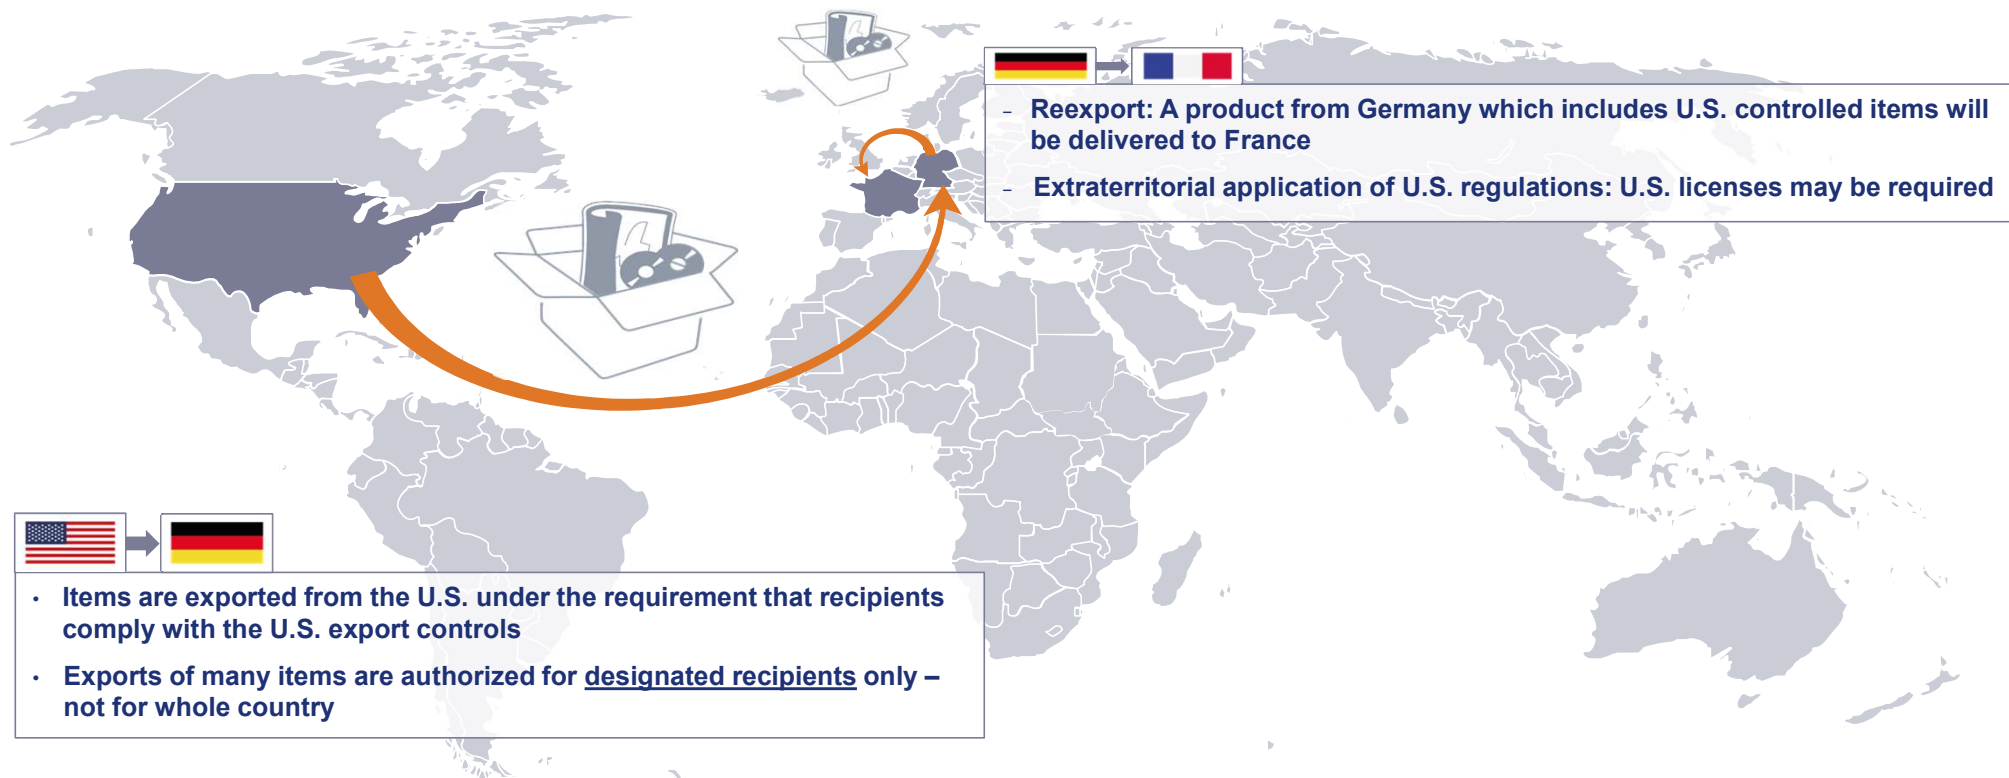 - Reexport: A product from Germany which includes U.S. controlled items will
be delivered to France
- Extraterritorial application of U.S. regulations: U.S. licenses may be required
• Items are exported from the U.S. under the requirement that recipients
comply with the U.S. export controls
• Exports of many items are authorized for designated recipients only –
not for whole country